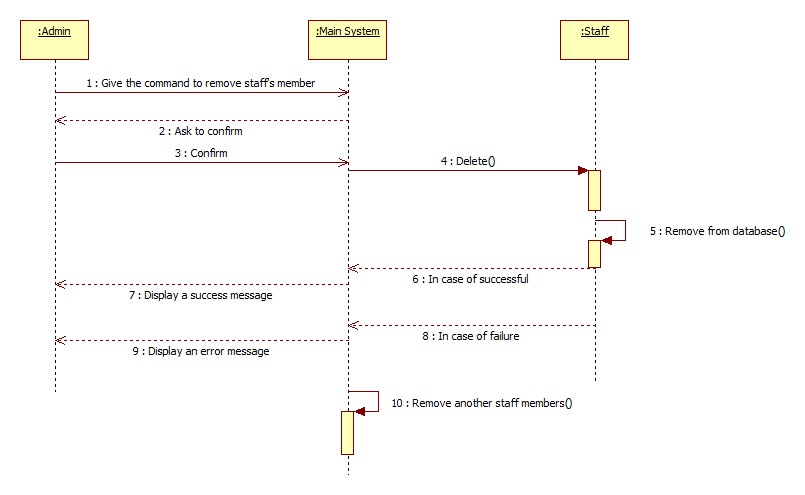 :Admin
:Main System
:Staff
1 : Give the command to remove staff's member
2 : Ask to confirm
3 : Confirm
4 : Delete()
5 : Remove from database()
6 : In case of successful
7 : Display a success message
8 : In case of failure
9 : Display an error message
10 : Remove another staff members()